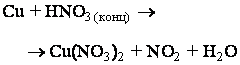 Cu + HNO₃ (конц) →
→ Cu(NO₃)₂ + NO₂ + H₂O